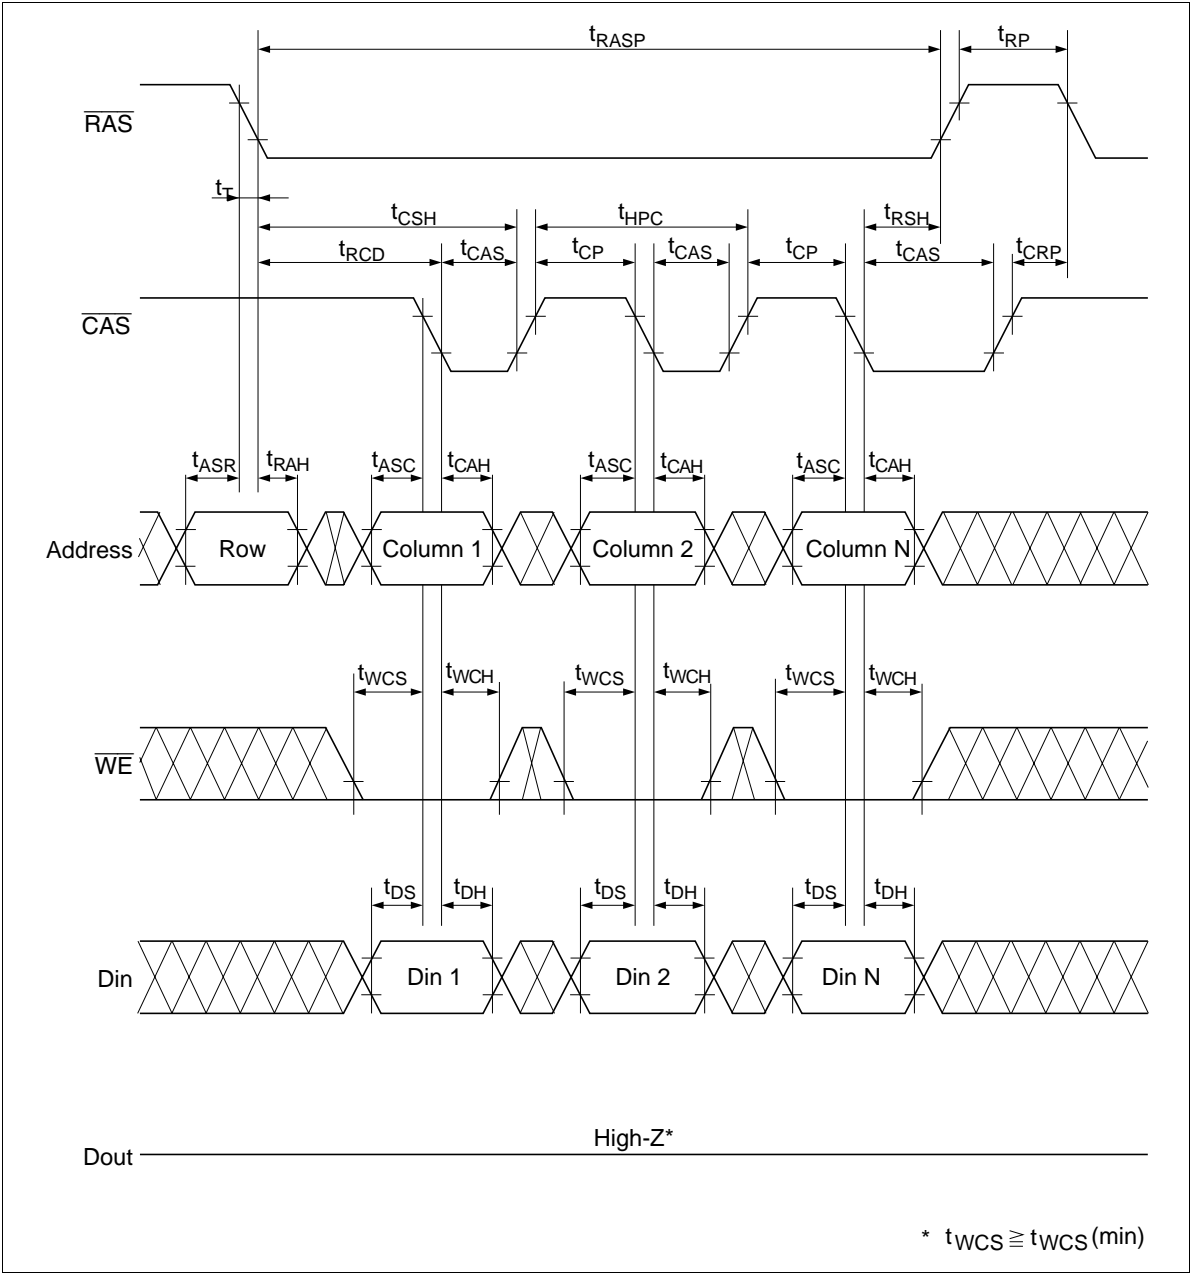 tRASP tRP
RAS
tT
tCSH tHPC tRSH
tRCD tCAS tCP tCAS tCP tCAS tCRP
CAS
tASR tRAH tASC tCAH tASC tCAH tASC tCAH
Address Row Column 1 Column 2 Column N
tWCS tWCH tWCS tWCH tWCS tWCH
WE
tDS tDH tDS tDH tDS tDH
Din Din 1 Din 2 Din N
High-Z*
Dout
* tWCS ≧ tWCS (min)